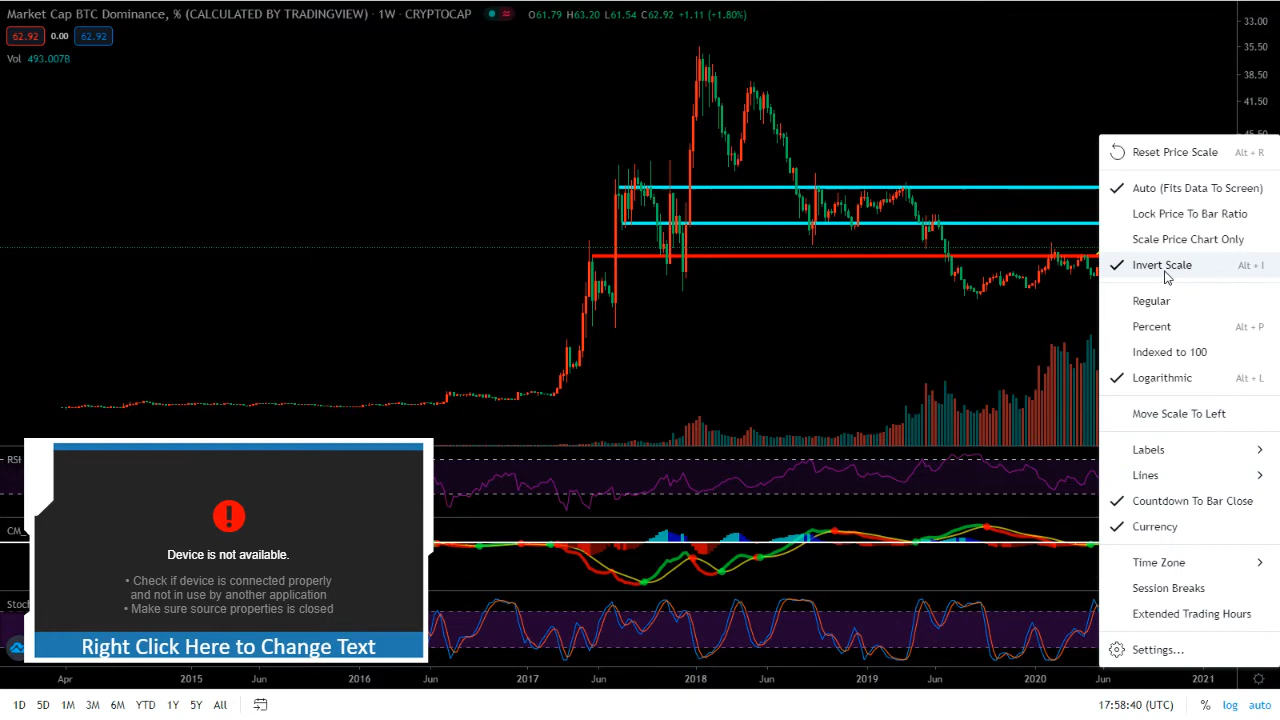 Market Cap BTC Dominance, % (CALCULATED BY TRADINGVIEW) · 1W · CRYPTOCAP O61.79 H63.20 L61.54 C62.92 +1.11 (+1.80%)
62.92 0.00 62.92
Vol 493.0078
33.00
35.50
38.50
41.50
45.50
Reset Price Scale Alt + R
Auto (Fits Data To Screen)
Lock Price To Bar Ratio
Scale Price Chart Only
Invert Scale Alt + I
Regular
Percent Alt + P
Indexed to 100
Logarithmic Alt + L
Move Scale To Left
Labels
Lines
Countdown To Bar Close
Currency
Time Zone
Session Breaks
Extended Trading Hours
Settings...
RSI
CM_
Stoch
Device is not available.
• Check if device is connected properly
and not in use by another application
• Make sure source properties is closed
Right Click Here to Change Text
Apr 2015 Jun 2016 Jun 2017 Jun 2018 Jun 2019 Jun 2020 Jun 2021
1D 5D 1M 3M 6M YTD 1Y 5Y All 17:58:40 (UTC) % log auto